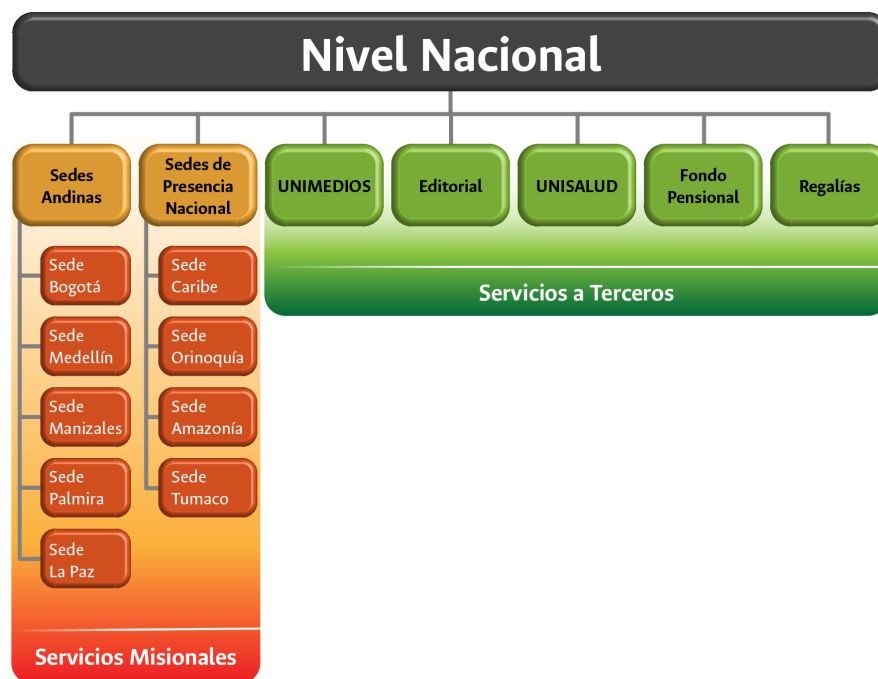 Nivel Nacional
Sedes
Andinas
Sedes de
Presencia
Nacional
UNIMEDIOS
Editorial
UNISALUD
Fondo
Pensional
Regalías
Sede
Bogotá
Sede
Medellín
Sede
Manizales
Sede
Palmira
Sede
La Paz
Sede
Caribe
Sede
Orinoquía
Sede
Amazonía
Sede
Tumaco
Servicios a Terceros
Servicios Misionales